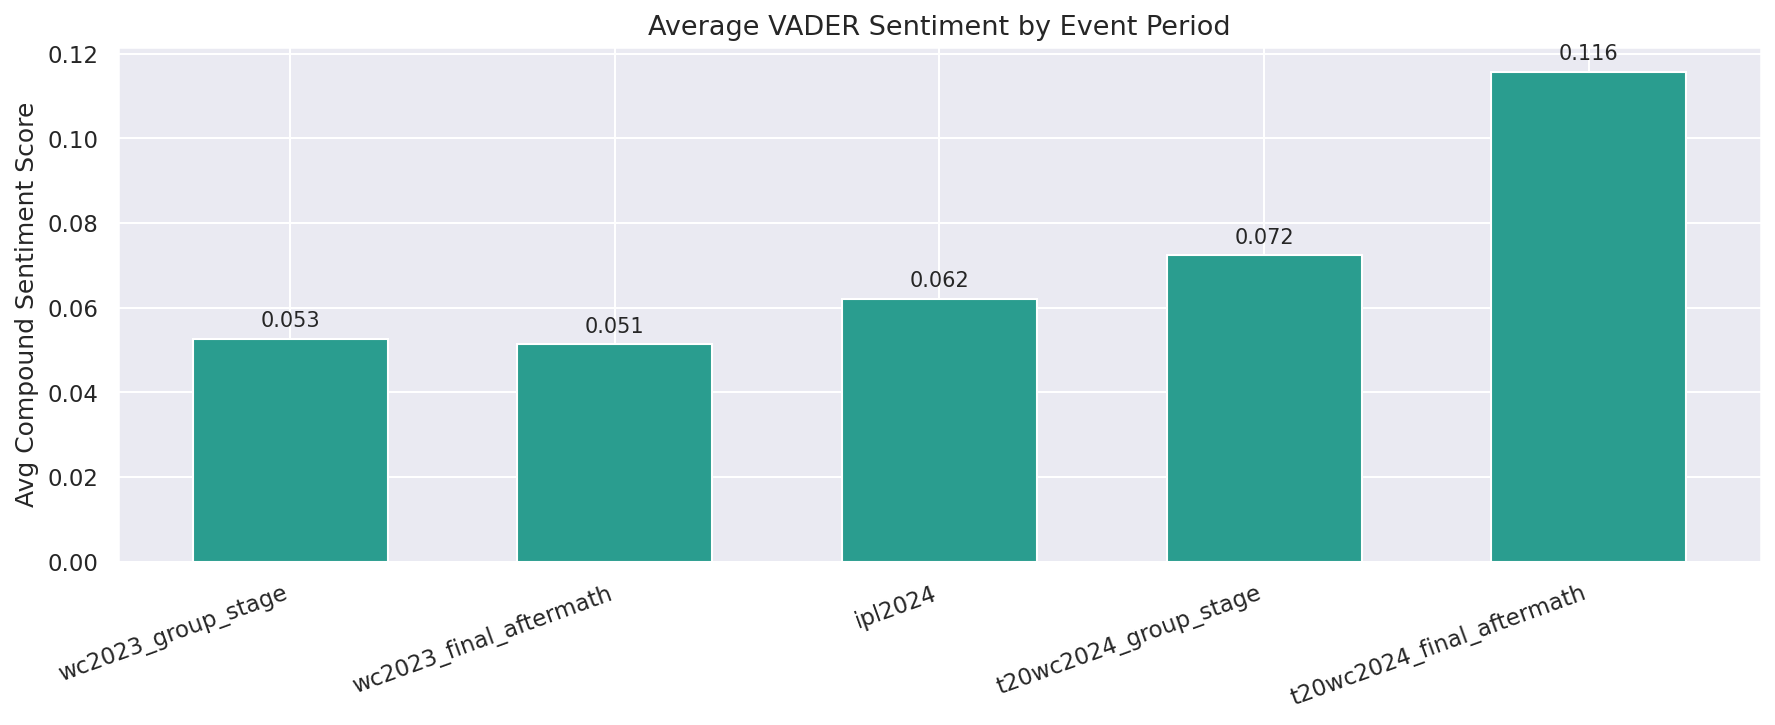 Average VADER Sentiment by Event Period
Avg Compound Sentiment Score
0.12
0.10
0.08
0.06
0.04
0.02
0.00
0.053
0.051
0.062
0.072
0.116
wc2023_group_stage
wc2023_final_aftermath
ipl2024
t20wc2024_group_stage
t20wc2024_final_aftermath